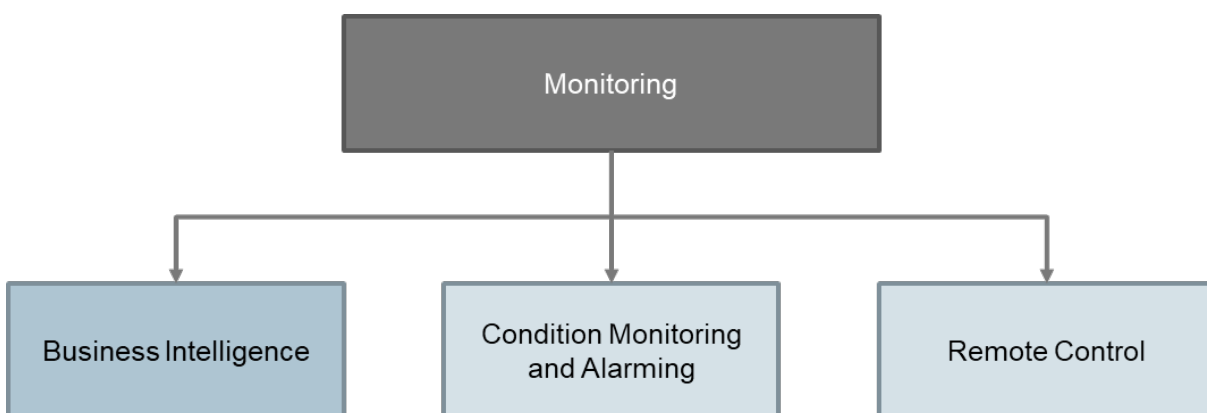 Monitoring
Business Intelligence
Condition Monitoring
and Alarming
Remote Control